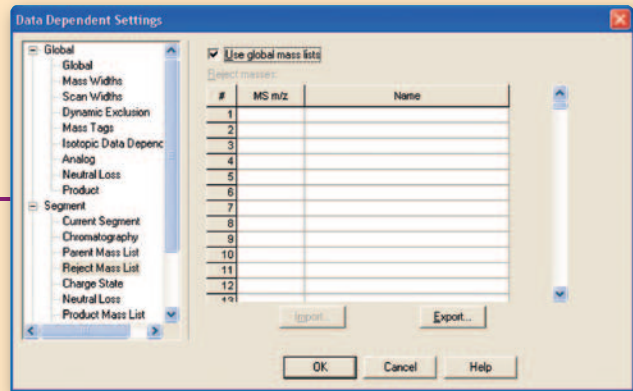 Data Dependent Settings
Global
Global
Mass Widths
Scan Widths
Dynamic Exclusion
Mass Tags
Isotopic Data Depenc
Analog
Neutral Loss
Product
Segment
Current Segment
Chromatography
Parent Mass List
Reject Mass List
Charge State
Neutral Loss
Product Mass List
Use global mass lists
Reject masses:
# MS m/z Name
1
2
3
4
5
6
7
8
9
10
11
12
13
Import... Export...
OK Cancel Help